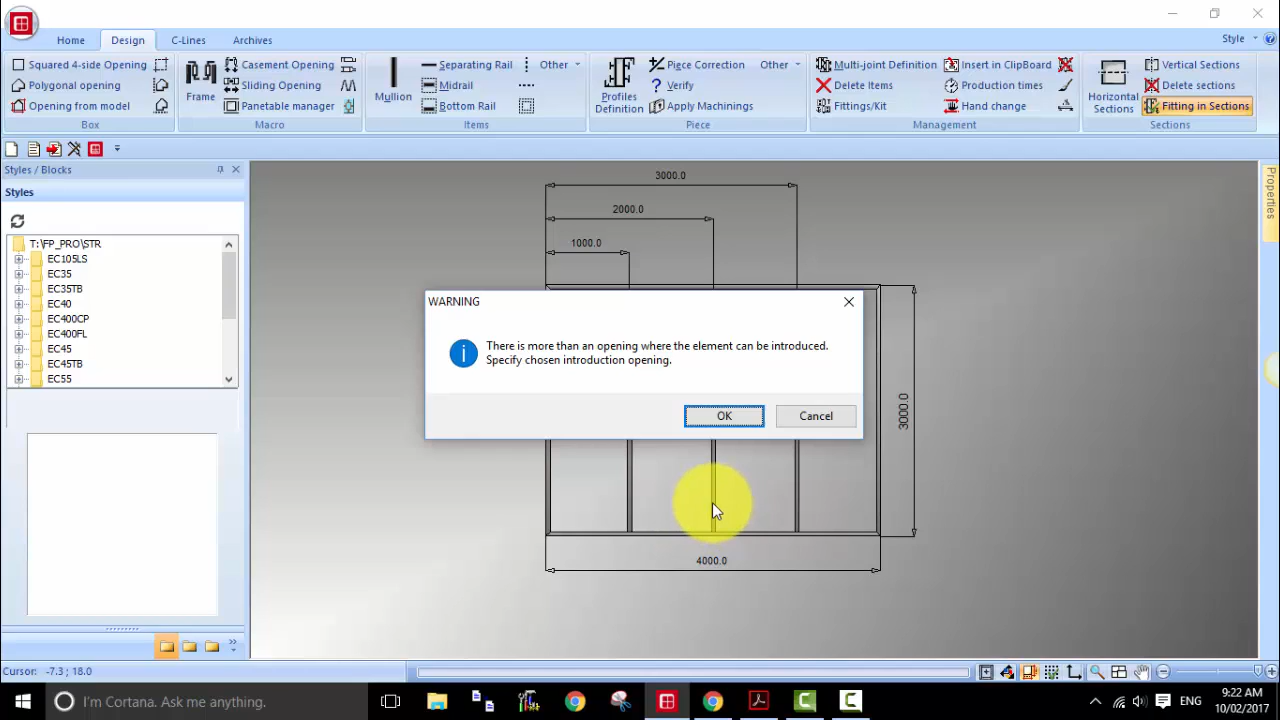 Home
Design
C-Lines
Archives
Style
Squared 4-side Opening
Polygonal opening
Opening from model
Box
Frame
Casement Opening
Sliding Opening
Panetable manager
Macro
Mullion
Separating Rail
Midrail
Bottom Rail
Other
Items
Profiles
Definition
Piece Correction
Verify
Apply Machinings
Other
Piece
Multi-joint Definition
Delete Items
Fittings/Kit
Insert in ClipBoard
Production times
Hand change
Management
Horizontal
Sections
Vertical Sections
Delete sections
Fitting in Sections
Sections
Styles / Blocks
Styles
T:\FP_PRO\STR
EC105LS
EC35
EC35TB
EC40
EC400CP
EC400FL
EC45
EC45TB
EC55
3000.0
2000.0
1000.0
WARNING
There is more than an opening where the element can be introduced.
Specify chosen introduction opening.
OK
Cancel
3000.0
4000.0
Properties
Cursor: -7.3 ; 18.0
I'm Cortana. Ask me anything.
ENG
9:22 AM
10/02/2017